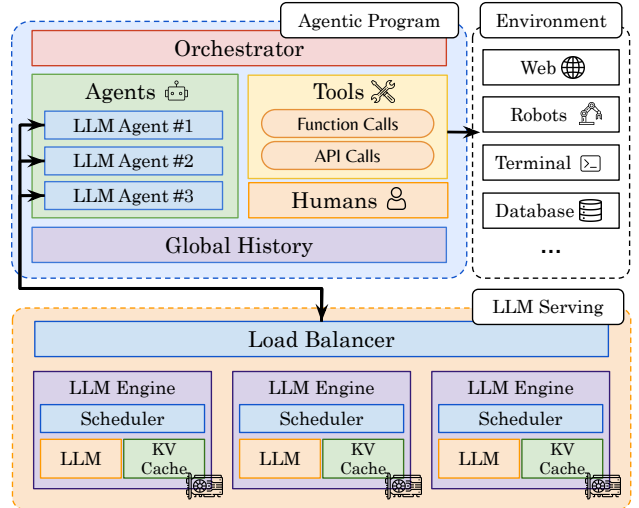 Agentic Program
Orchestrator
Agents
LLM Agent #1
LLM Agent #2
LLM Agent #3
Tools
Function Calls
API Calls
Humans
Global History
Environment
Web
Robots
Terminal
Database
...
LLM Serving
Load Balancer
LLM Engine
Scheduler
LLM
KV
Cache
LLM Engine
Scheduler
LLM
KV
Cache
LLM Engine
Scheduler
LLM
KV
Cache